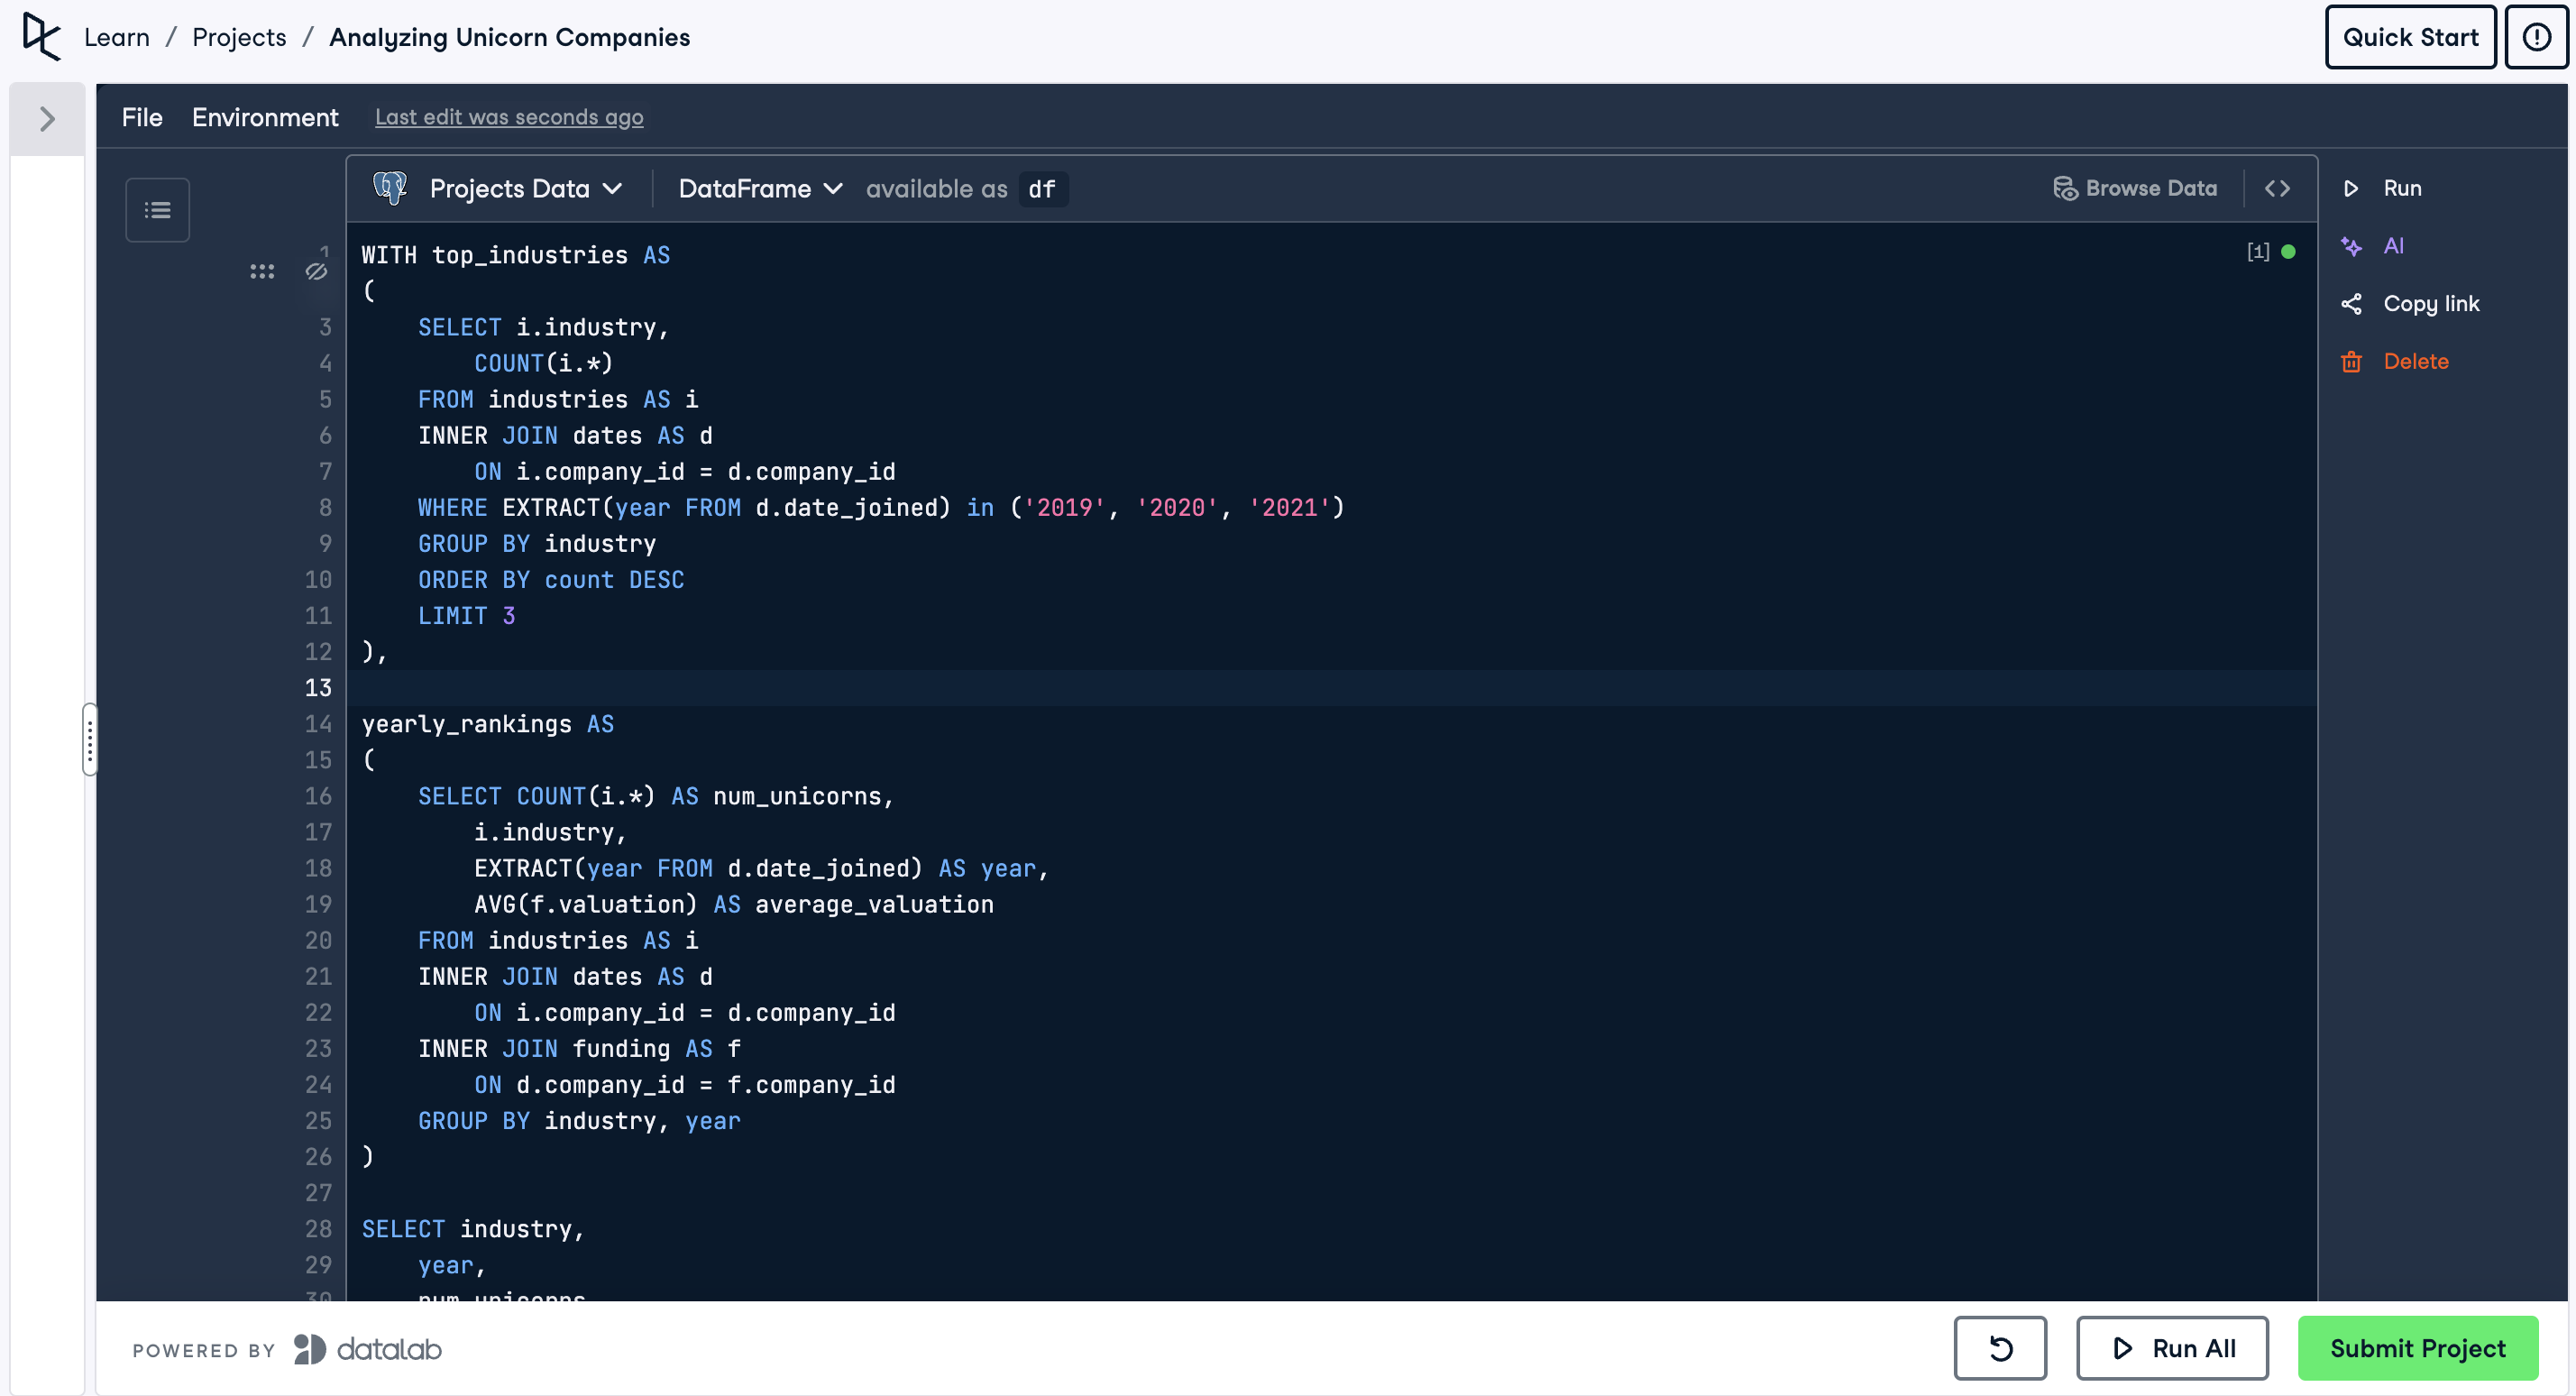 Learn / Projects / Analyzing Unicorn Companies
Quick Start
File Environment Last edit was seconds ago
Projects Data DataFrame available as df
Browse Data
Run
AI
Copy link
Delete
[1]
1 WITH top_industries AS
(
3 SELECT i.industry,
4 COUNT(i.*)
5 FROM industries AS i
6 INNER JOIN dates AS d
7 ON i.company_id = d.company_id
8 WHERE EXTRACT(year FROM d.date_joined) in ('2019', '2020', '2021')
9 GROUP BY industry
10 ORDER BY count DESC
11 LIMIT 3
12 ),
13
14 yearly_rankings AS
15 (
16 SELECT COUNT(i.*) AS num_unicorns,
17 i.industry,
18 EXTRACT(year FROM d.date_joined) AS year,
19 AVG(f.valuation) AS average_valuation
20 FROM industries AS i
21 INNER JOIN dates AS d
22 ON i.company_id = d.company_id
23 INNER JOIN funding AS f
24 ON d.company_id = f.company_id
25 GROUP BY industry, year
26 )
27
28 SELECT industry,
29 year,
30 num_unicorns
POWERED BY datalab
Run All
Submit Project